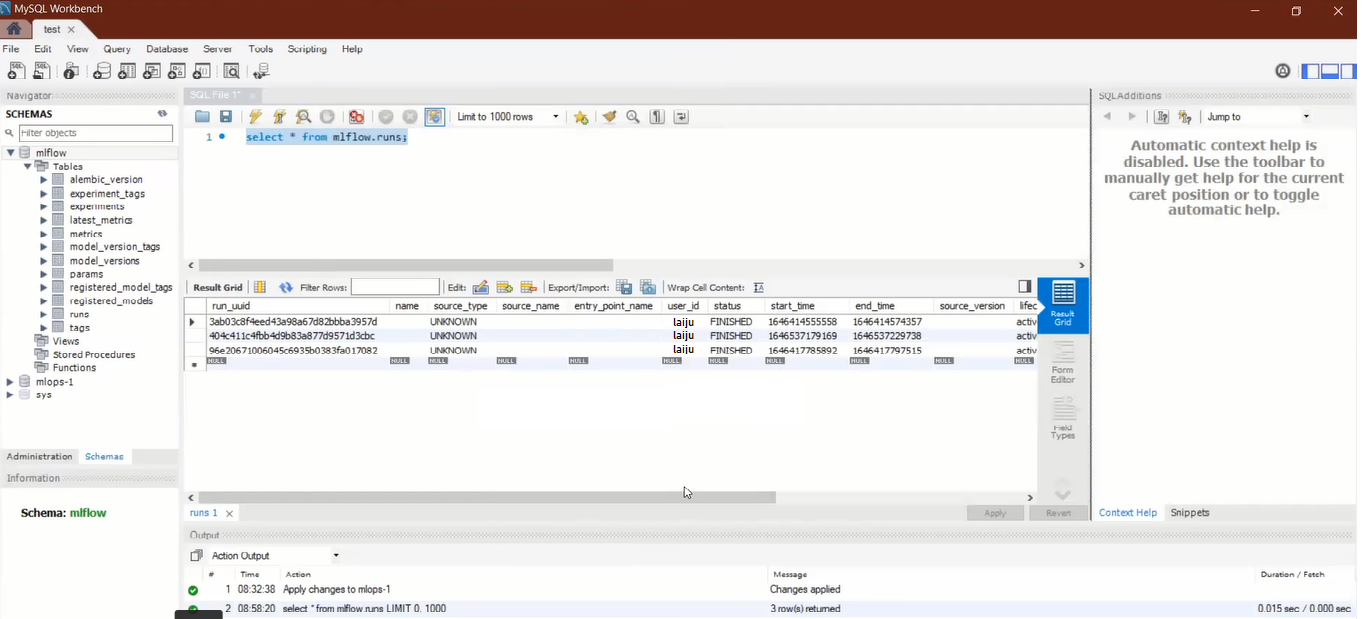 MySQL Workbench
test
File Edit View Query Database Server Tools Scripting Help
Navigator
SCHEMAS
Filter objects
mlflow
Tables
alembic_version
experiment_tags
experiments
latest_metrics
metrics
model_version_tags
model_versions
params
registered_model_tags
registered_models
runs
tags
Views
Stored Procedures
Functions
mlops-1
sys
Administration Schemas
Information
Schema: mlflow
SQL File 1*
Limit to 1000 rows
1 select * from mlflow.runs;
Result Grid Filter Rows: Edit: Export/Import: Wrap Cell Content:
run_uuid name source_type source_name entry_point_name user_id status start_time end_time source_version lifec
3ab03c8f4eed43a98a67d82bbba3957d UNKNOWN laiju FINISHED 1646414555558 1646414574357 activ
404c411c4fbb4d9b83a877d9571d3cbc UNKNOWN laiju FINISHED 1646537179169 1646537229738 activ
96e20671006045c6935b0383fa017082 UNKNOWN laiju FINISHED 1646417785892 1646417797515 activ
NULL NULL NULL NULL NULL NULL NULL NULL NULL NULL NULL
Result Grid
Form Editor
Field Types
runs 1
Apply Revert
SQLAdditions
Jump to
Automatic context help is
disabled. Use the toolbar to
manually get help for the current
caret position or to toggle
automatic help.
Context Help Snippets
Output
Action Output
# Time Action Message Duration / Fetch
1 08:32:38 Apply changes to mlops-1 Changes applied
2 08:58:20 select * from mlflow.runs LIMIT 0, 1000 3 row(s) returned 0.015 sec / 0.000 sec